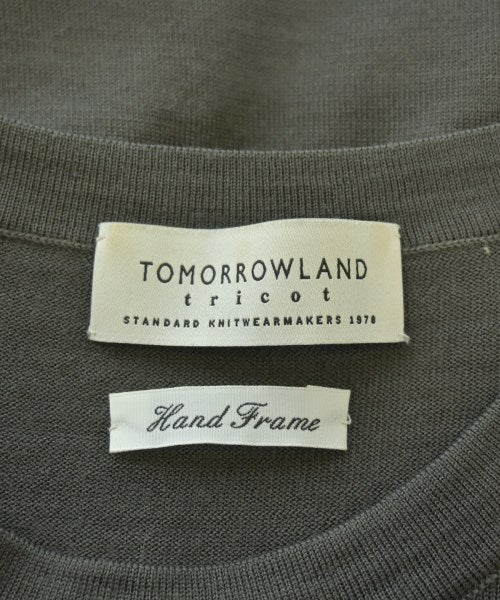 TOMORROWLAND
tricot
STANDARD KNITWEARMAKERS 1978
Hand Frame